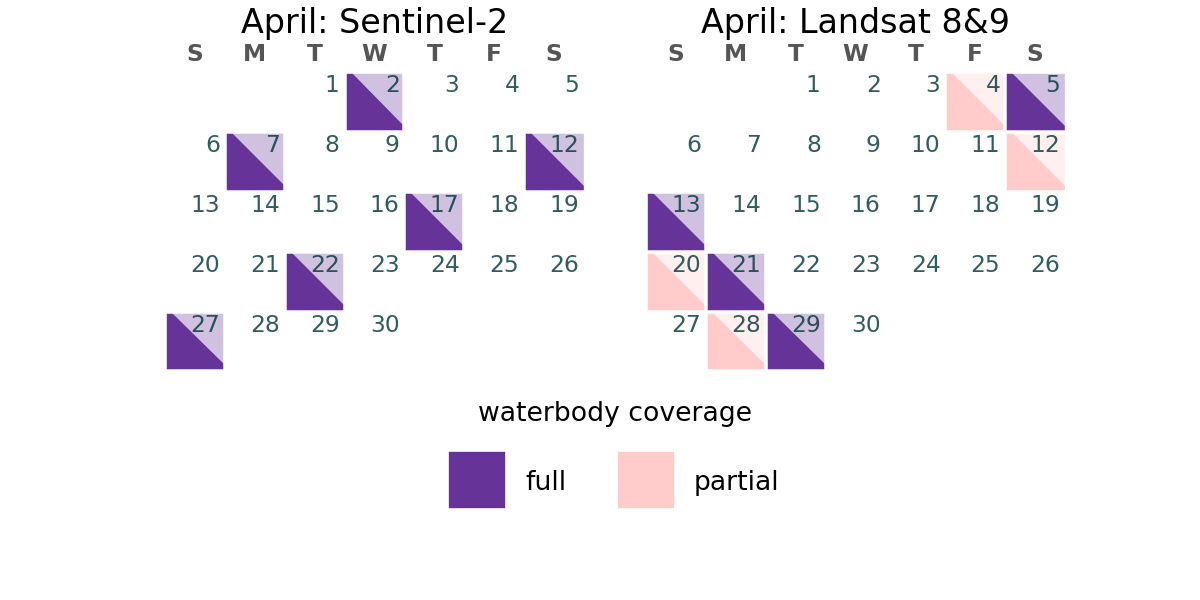 April: Sentinel-2
S M T W T F S
1 2 3 4 5
6 7 8 9 10 11 12
13 14 15 16 17 18 19
20 21 22 23 24 25 26
27 28 29 30
April: Landsat 8&9
S M T W T F S
1 2 3 4 5
6 7 8 9 10 11 12
13 14 15 16 17 18 19
20 21 22 23 24 25 26
27 28 29 30
waterbody coverage
full partial